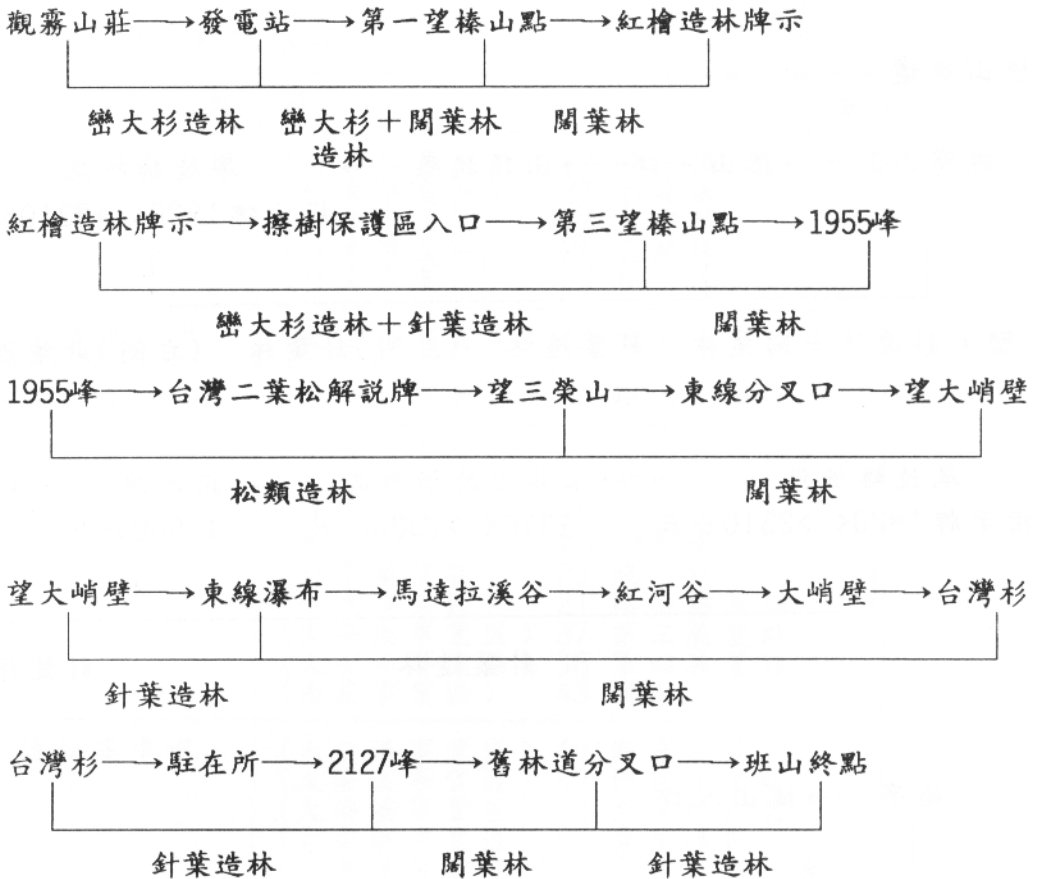 觀霧山莊──→發電站──→第一望榛山點──→紅檜造林牌示
巒大杉造林 巒大杉＋闊葉林 闊葉林
造林
紅檜造林牌示──→擦樹保護區入口──→第三望榛山點──→1955峰
巒大杉造林＋針葉造林 闊葉林
1955峰──→台灣二葉松解說牌──→望三榮山──→東線分叉口──→望大峭壁
松類造林 闊葉林
望大峭壁──→東線瀑布──→馬達拉溪谷──→紅河谷──→大峭壁──→台灣杉
針葉造林 闊葉林
台灣杉──→駐在所──→2127峰──→舊林道分叉口──→班山終點
針葉造林 闊葉林 針葉造林